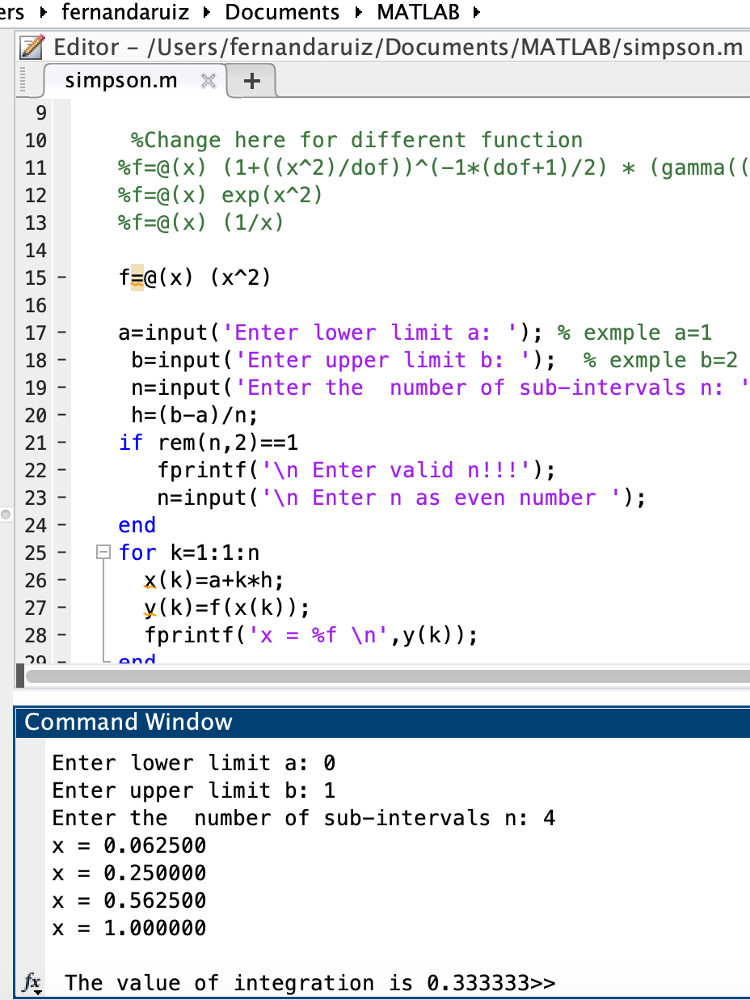 ers ▸ fernandaruiz ▸ Documents ▸ MATLAB ▸
Editor – /Users/fernandaruiz/Documents/MATLAB/simpson.m
simpson.m
9
10 %Change here for different function
11 %f=@(x) (1+((x^2)/dof))^(-1*(dof+1)/2) * (gamma((
12 %f=@(x) exp(x^2)
13 %f=@(x) (1/x)
14
15 – f=@(x) (x^2)
16
17 – a=input('Enter lower limit a: '); % exmple a=1
18 – b=input('Enter upper limit b: ');  % exmple b=2
19 – n=input('Enter the  number of sub-intervals n: '
20 – h=(b-a)/n;
21 – if rem(n,2)==1
22 – fprintf('\n Enter valid n!!!');
23 – n=input('\n Enter n as even number ');
24 – end
25 – for k=1:1:n
26 – x(k)=a+k*h;
27 – y(k)=f(x(k));
28 – fprintf('x = %f \n',y(k));
29 – end
Command Window
Enter lower limit a: 0
Enter upper limit b: 1
Enter the  number of sub-intervals n: 4
x = 0.062500
x = 0.250000
x = 0.562500
x = 1.000000
fx The value of integration is 0.333333>>